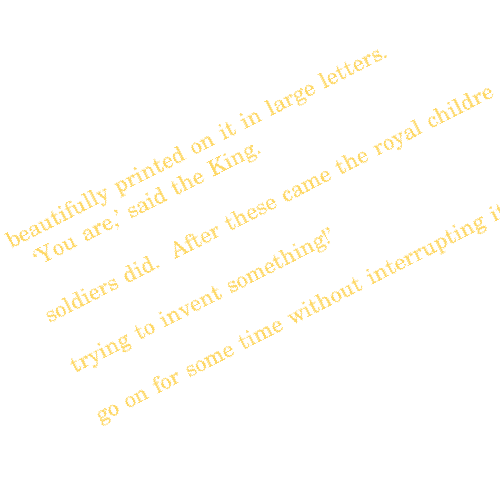 beautifully printed on it in large letters.
‘You are,’ said the King.
soldiers did. After these came the royal childre
trying to invent something!’
go on for some time without interrupting it